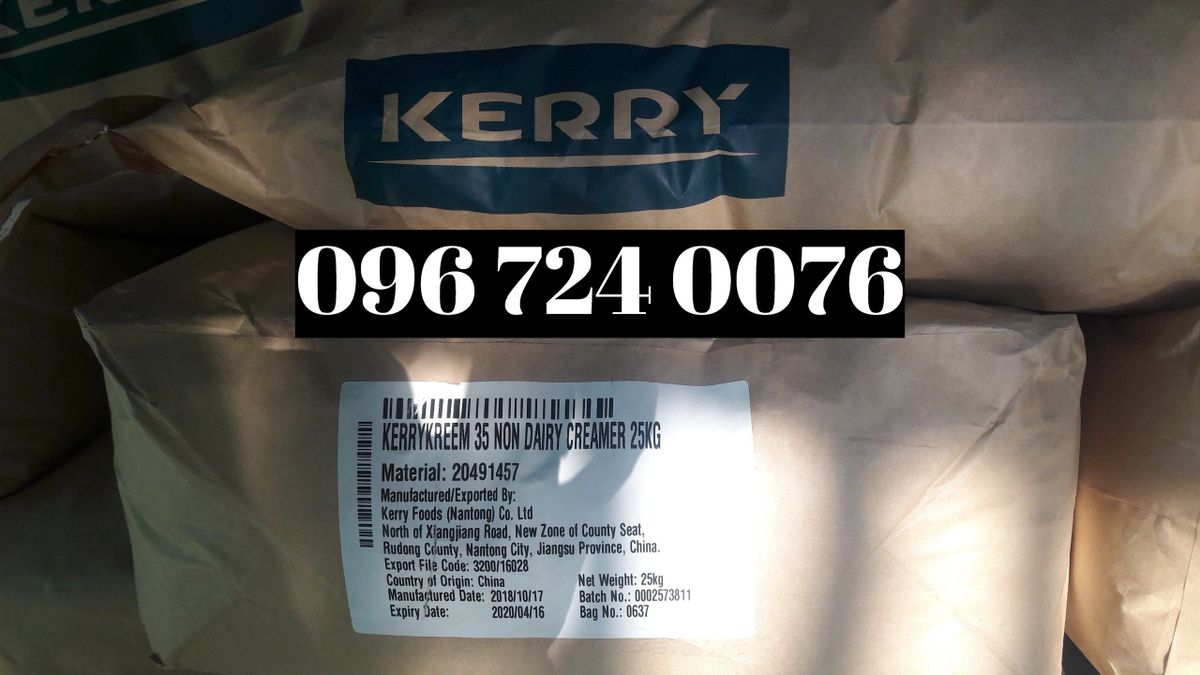 KERRY
096 724 0076
KERRYKREEM 35 NON DAIRY CREAMER 25KG
Material: 20491457
Manufactured/Exported By:
Kerry Foods (Nantong) Co. Ltd
North of Xiangjiang Road, New Zone of County Seat,
Rudong County, Nantong City, Jiangsu Province, China.
Export File Code: 3200/16028
Country of Origin: China Net Weight: 25kg
Manufactured Date: 2018/10/17 Batch No.: 0002573811
Expiry Date: 2020/04/16 Bag No.: 0637